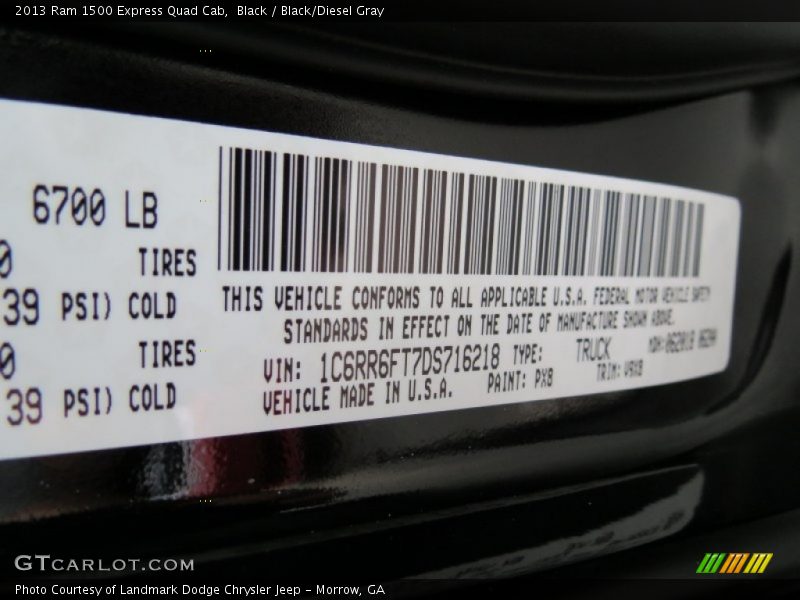 2013 Ram 1500 Express Quad Cab,  Black / Black/Diesel Gray
6700 LB
0 TIRES
39 PSI) COLD
0 TIRES
39 PSI) COLD
THIS VEHICLE CONFORMS TO ALL APPLICABLE U.S.A. FEDERAL MOTOR VEHICLE SAFETY
STANDARDS IN EFFECT ON THE DATE OF MANUFACTURE SHOWN ABOVE.
VIN: 1C6RR6FT7DS716218 TYPE: TRUCK
VEHICLE MADE IN U.S.A. PAINT: PX8 TRIM:
GTCARLOT.COM
Photo Courtesy of Landmark Dodge Chrysler Jeep - Morrow, GA